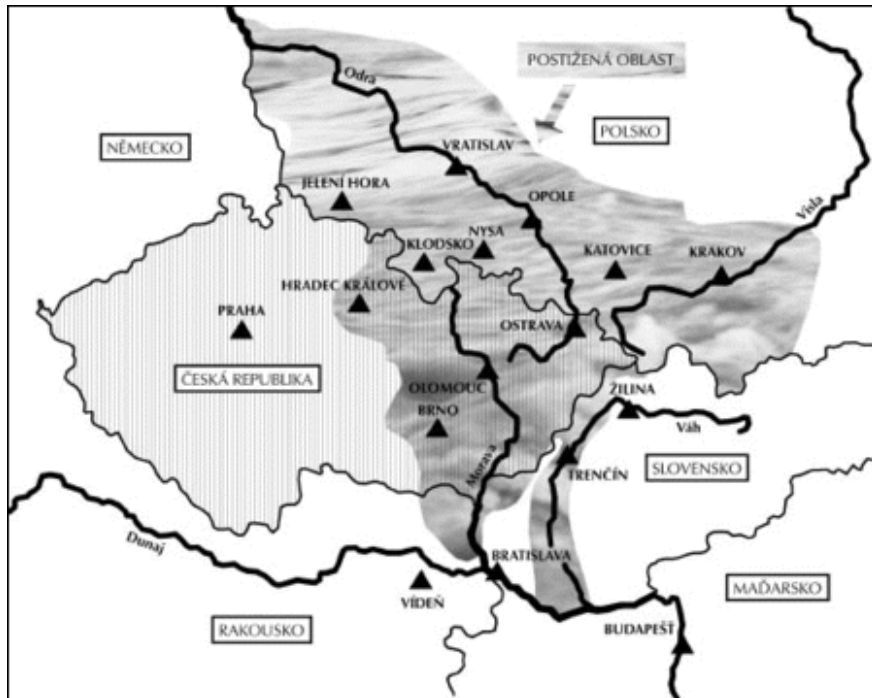 POSTIŽENÁ OBLAST
Odra
POLSKO
NĚMECKO
VRATISLAV
JELENÍ HORA
OPOLE
Visla
NYSA
KLODSKO
KATOVICE
KRAKOV
HRADEC KRÁLOVÉ
PRAHA
OSTRAVA
ČESKÁ REPUBLIKA
OLOMOUC
ŽILINA
BRNO
Váh
Morava
TRENČÍN
SLOVENSKO
Dunaj
BRATISLAVA
VÍDEŇ
MAĎARSKO
RAKOUSKO
BUDAPEŠŤ